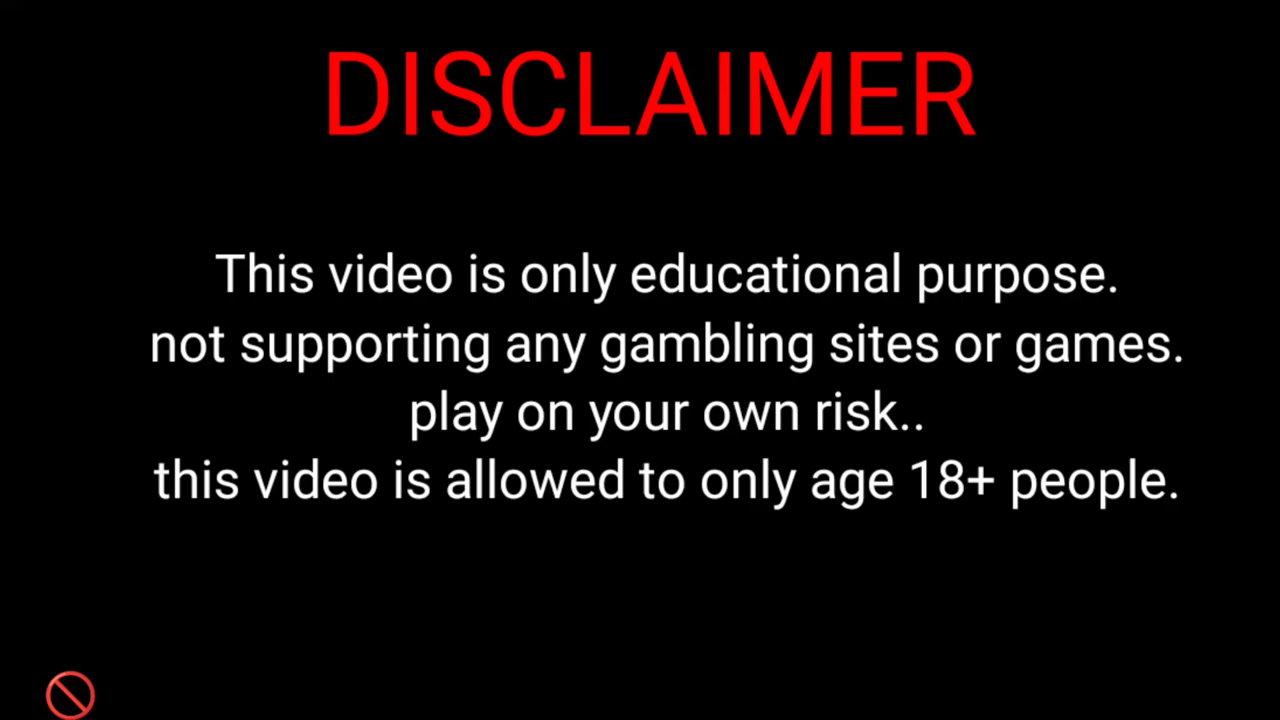 DISCLAIMER
This video is only educational purpose.
not supporting any gambling sites or games.
play on your own risk..
this video is allowed to only age 18+ people.